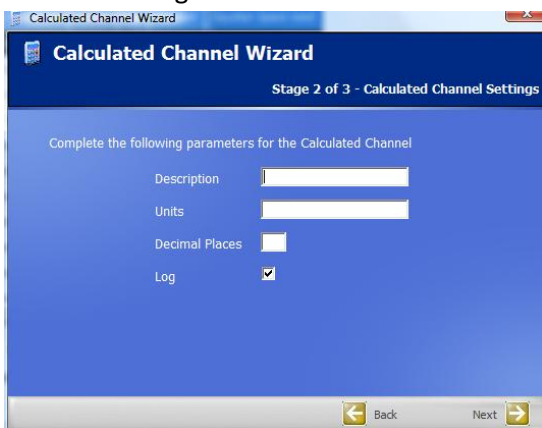 Calculated Channel Wizard
Calculated Channel Wizard
Stage 2 of 3 - Calculated Channel Settings
Complete the following parameters for the Calculated Channel
Description
Units
Decimal Places
Log
Back Next